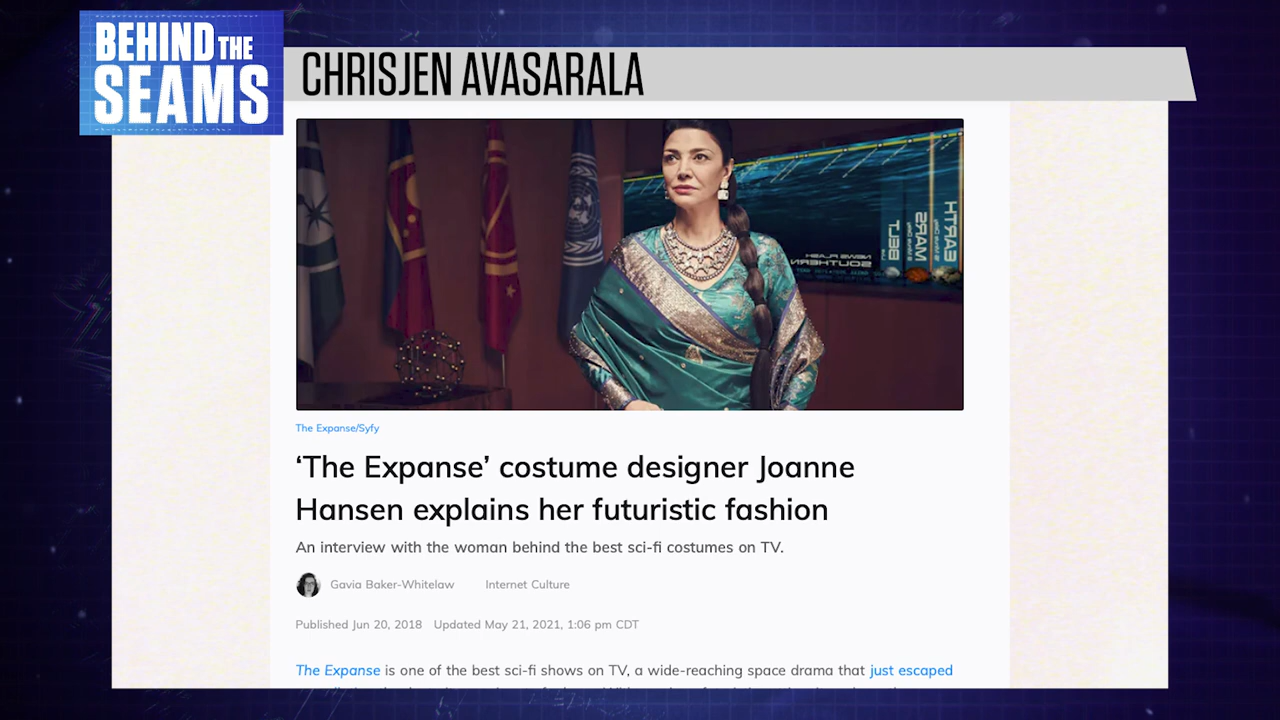 BEHIND THE
SEAMS
CHRISJEN AVASARALA
NEWS FLASH
SOUTHERN
BELT
MARS
EARTH
The Expanse/Syfy
‘The Expanse’ costume designer Joanne
Hansen explains her futuristic fashion
An interview with the woman behind the best sci-fi costumes on TV.
Gavia Baker-Whitelaw Internet Culture
Published Jun 20, 2018 Updated May 21, 2021, 1:06 pm CDT
The Expanse is one of the best sci-fi shows on TV, a wide-reaching space drama that just escaped